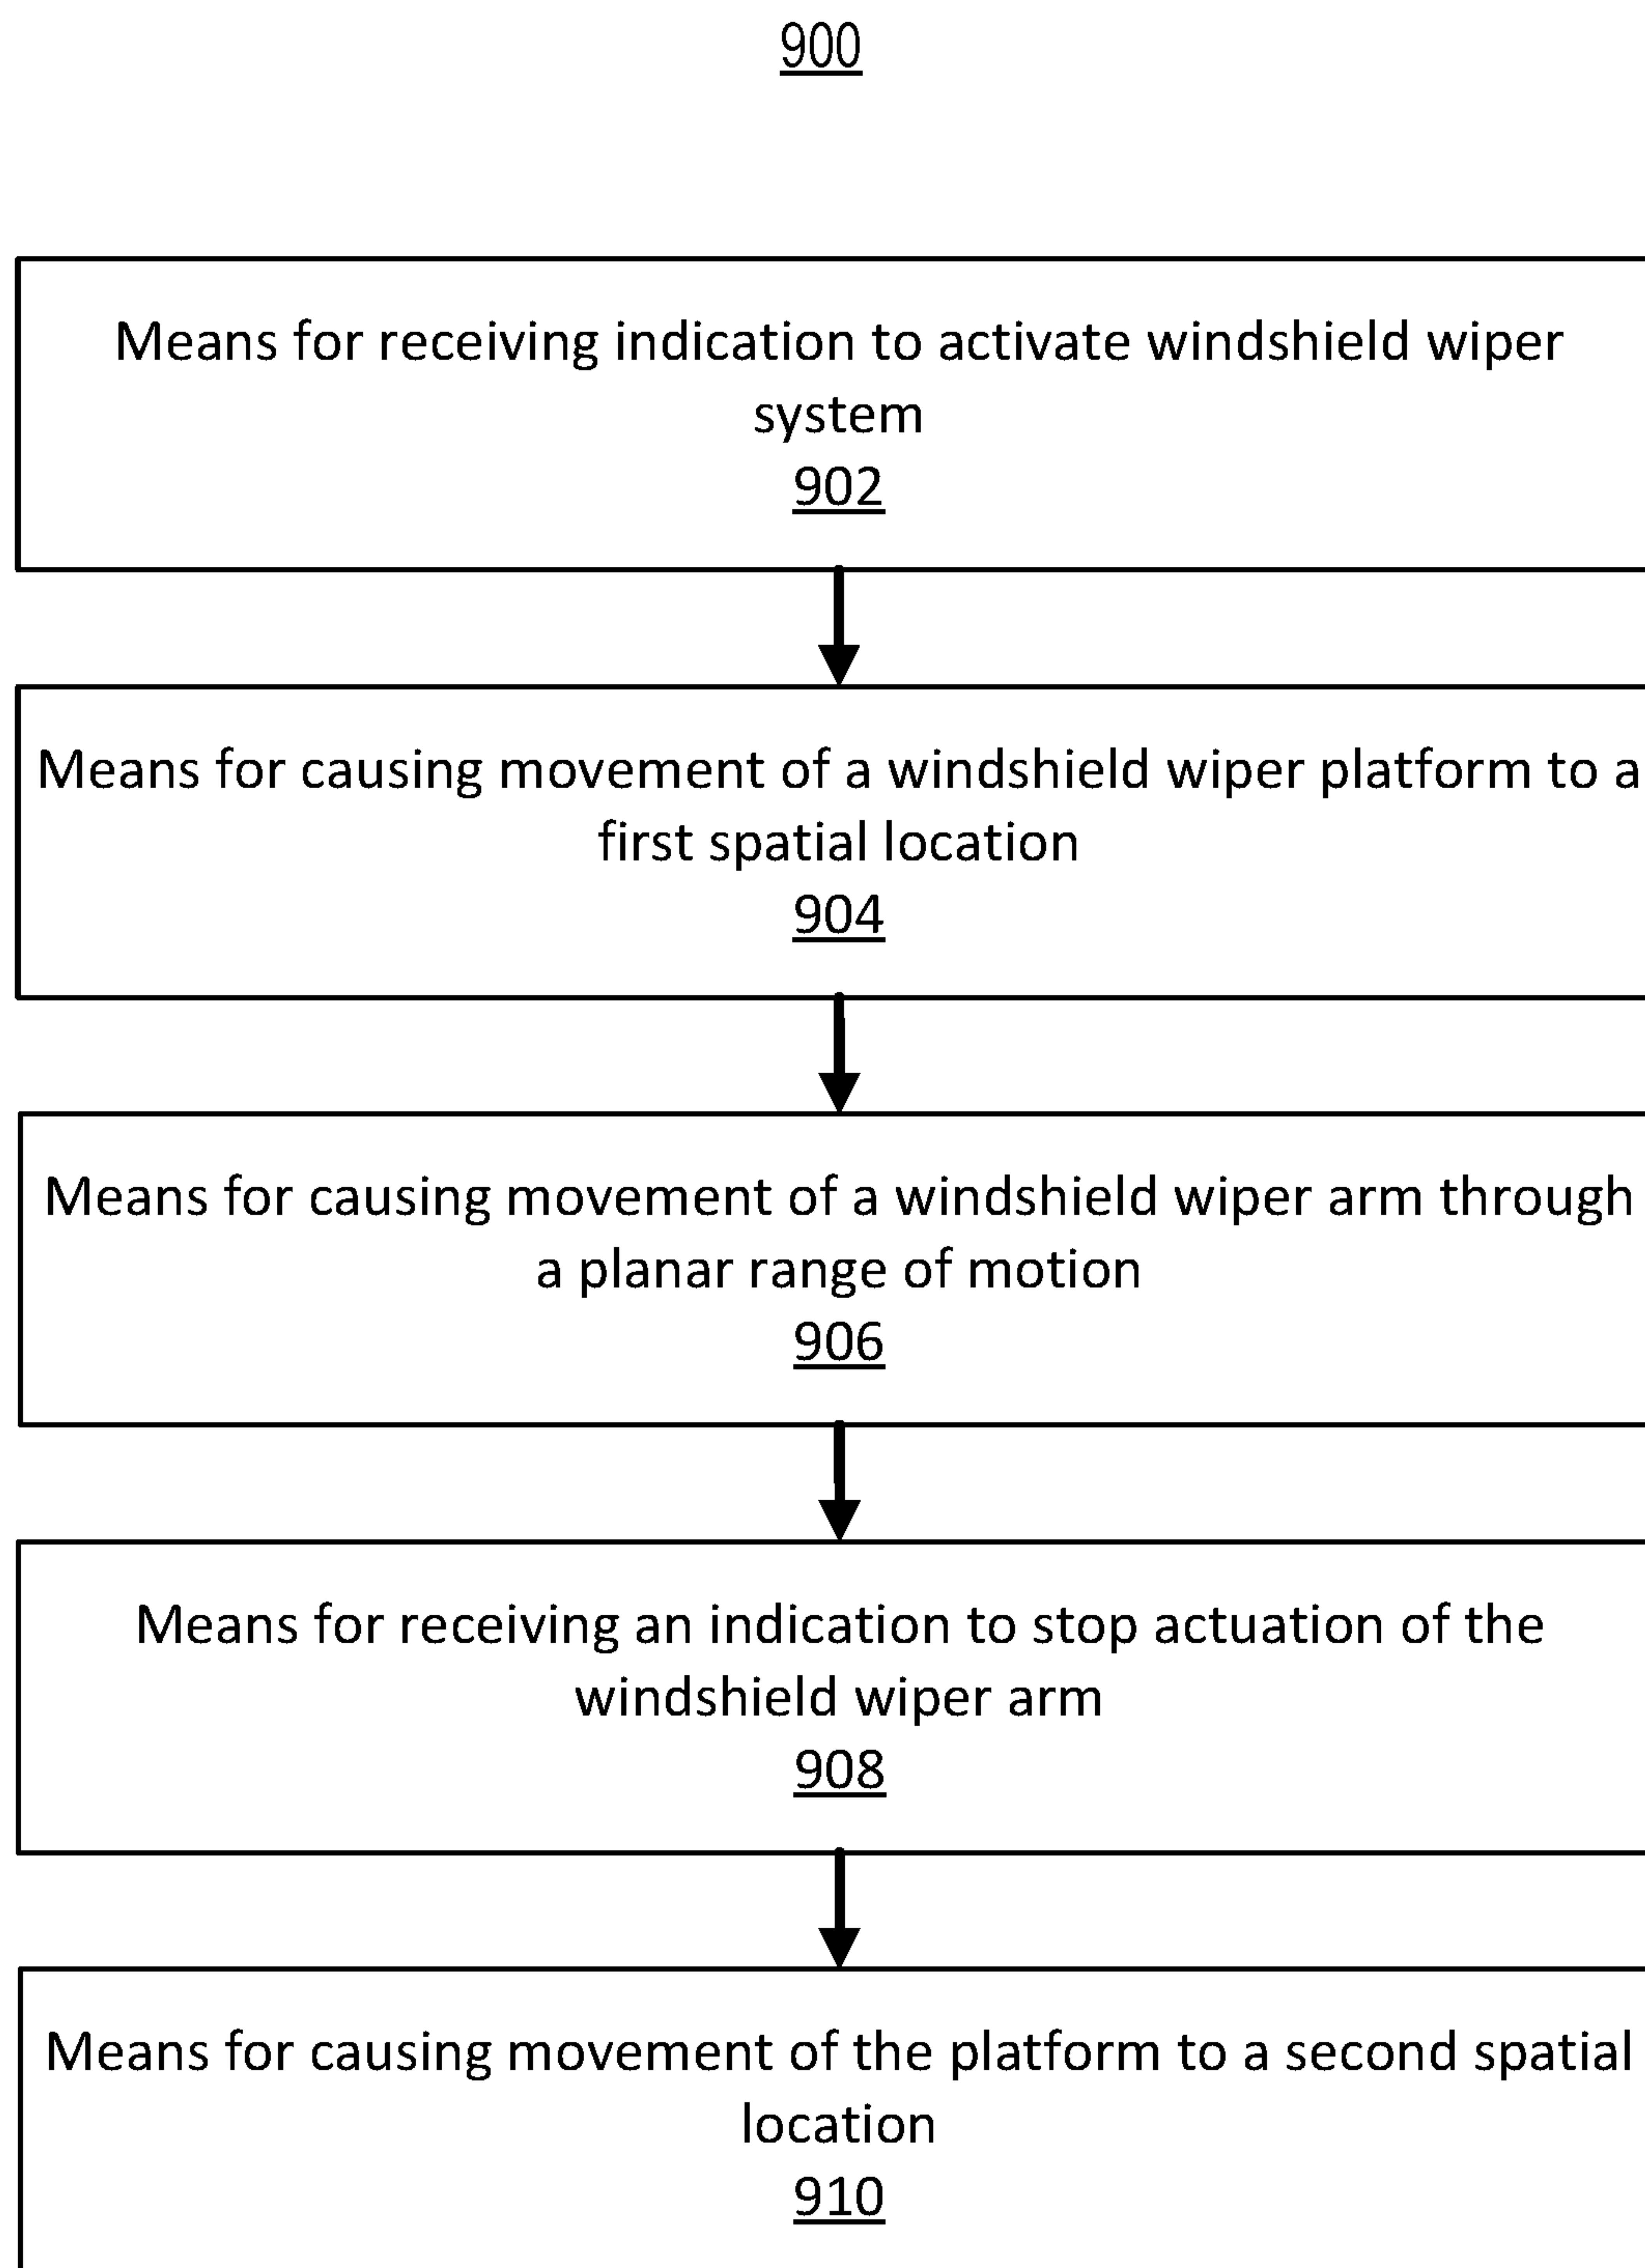 900
Means for receiving indication to activate windshield wiper
system
902
Means for causing movement of a windshield wiper platform to a
first spatial location
904
Means for causing movement of a windshield wiper arm through
a planar range of motion
906
Means for receiving an indication to stop actuation of the
windshield wiper arm
908
Means for causing movement of the platform to a second spatial
location
910